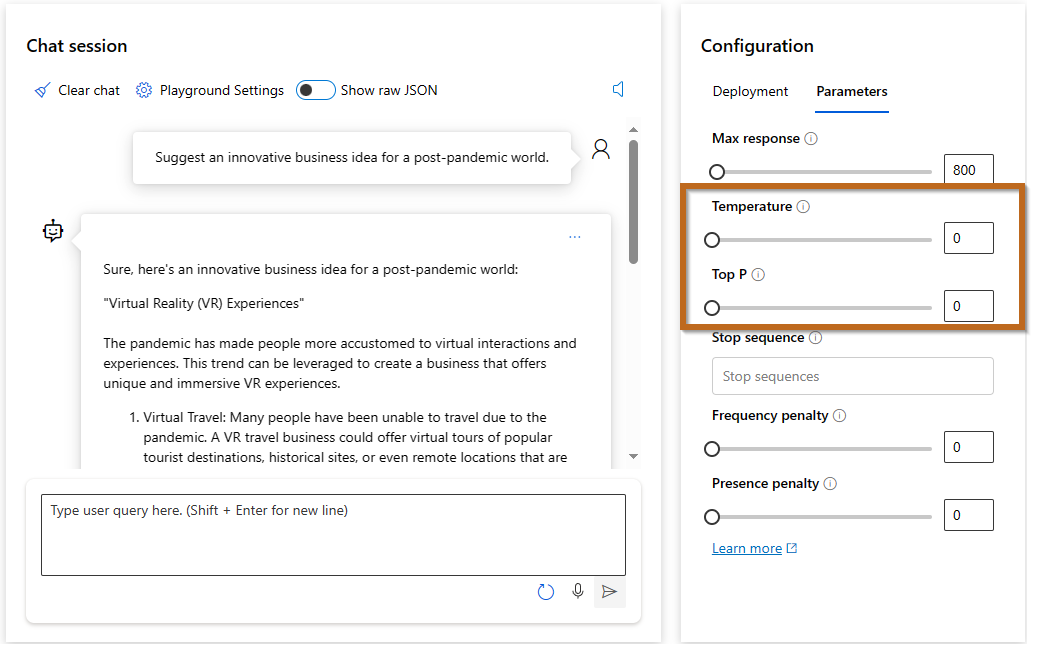 Chat session
Clear chat
Playground Settings
Show raw JSON
Suggest an innovative business idea for a post-pandemic world.
...
Sure, here's an innovative business idea for a post-pandemic world:
"Virtual Reality (VR) Experiences"
The pandemic has made people more accustomed to virtual interactions and
experiences. This trend can be leveraged to create a business that offers
unique and immersive VR experiences.
1. Virtual Travel: Many people have been unable to travel due to the
pandemic. A VR travel business could offer virtual tours of popular
tourist destinations, historical sites, or even remote locations that are
Type user query here. (Shift + Enter for new line)
Configuration
Deployment
Parameters
Max response
800
Temperature
0
Top P
0
Stop sequence
Stop sequences
Frequency penalty
0
Presence penalty
0
Learn more